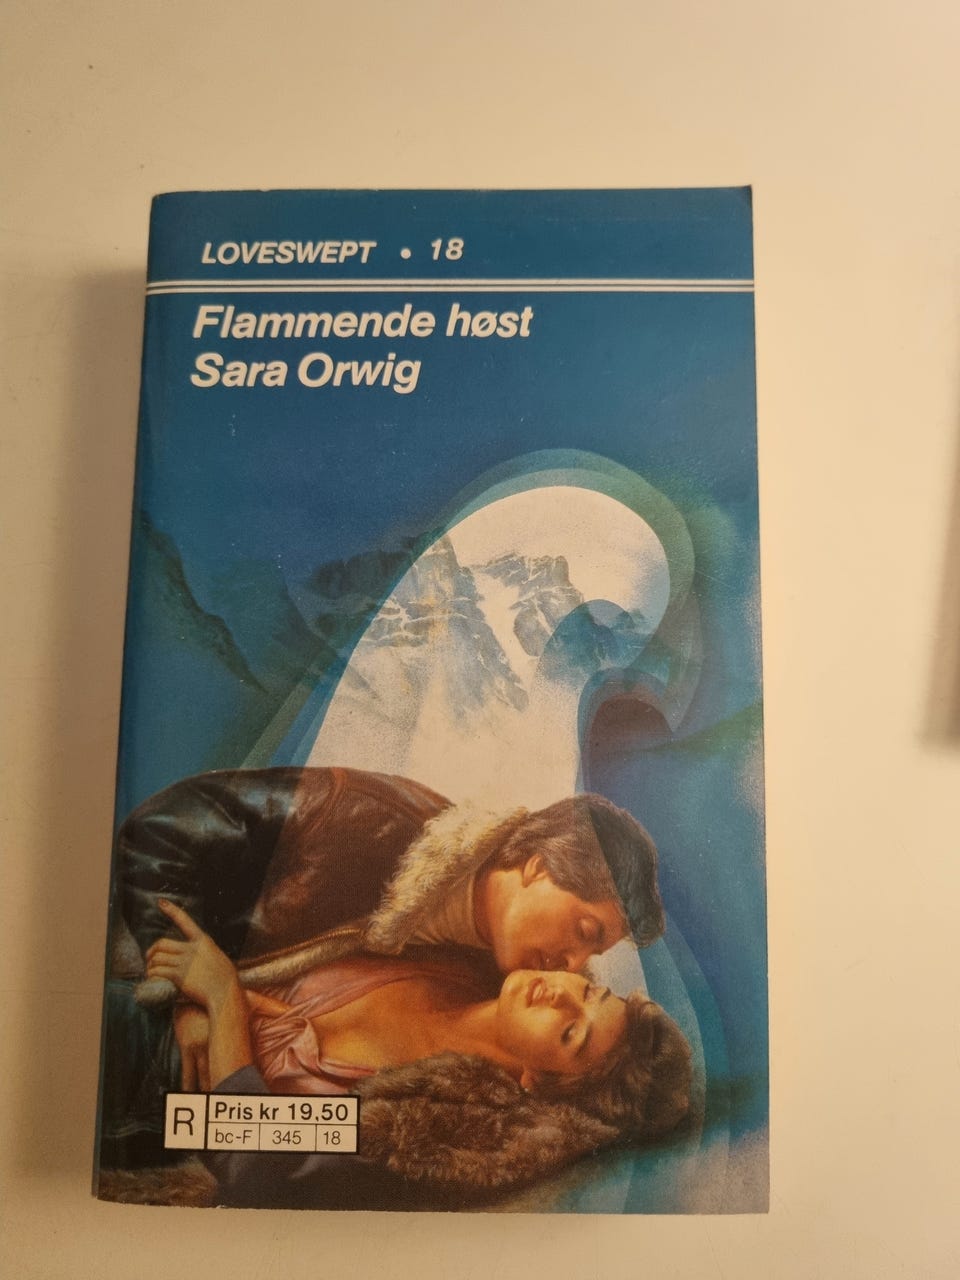 LOVESWEPT • 18
Flammende høst
Sara Orwig
R
Pris kr 19,50
bc-F 345 18